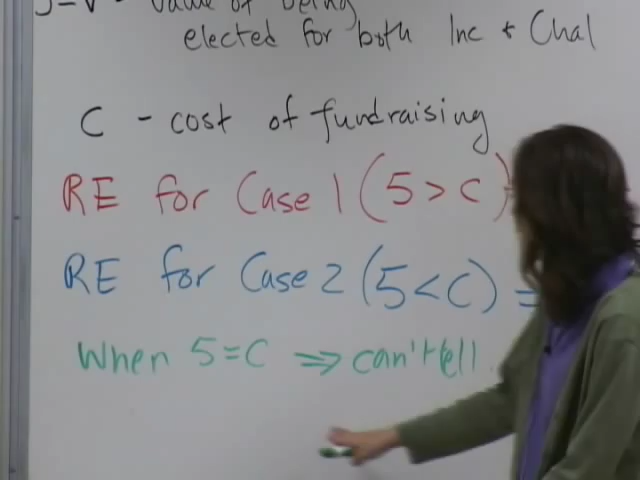 5=V - value of being
elected for both Inc + Chal
C - cost of fundraising
RE for Case 1 (5 > C)
RE for Case 2 (5 < C) =
When 5 = C ⇒ can't tell.